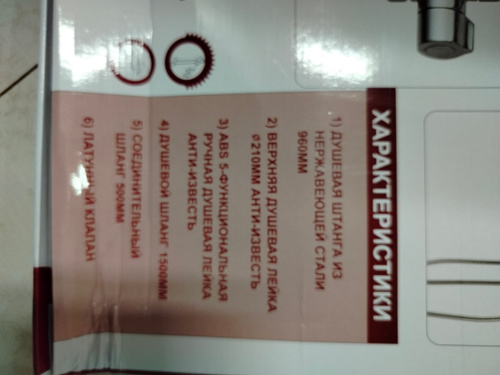 ХАРАКТЕРИСТИКИ
1) ДУШЕВАЯ ШТАНГА ИЗ
НЕРЖАВЕЮЩЕЙ СТАЛИ
960ММ
2) ВЕРХНЯЯ ДУШЕВАЯ ЛЕЙКА
ø210ММ АНТИ-ИЗВЕСТЬ
3) ABS 5-ФУНКЦИОНАЛЬНАЯ
РУЧНАЯ ДУШЕВАЯ ЛЕЙКА
АНТИ-ИЗВЕСТЬ
4) ДУШЕВОЙ ШЛАНГ 1500ММ
5) СОЕДИНИТЕЛЬНЫЙ
ШЛАНГ 500ММ
6) ЛАТУННЫЙ КЛАПАН